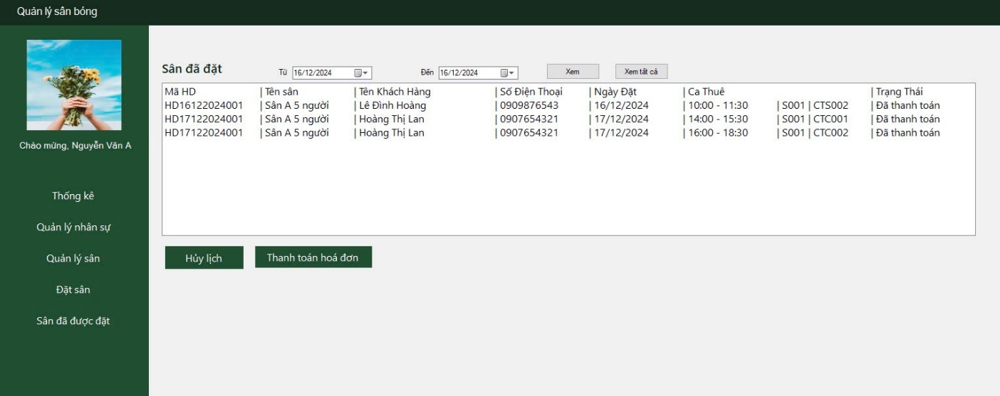 Quản lý sân bóng
Chào mừng, Nguyễn Văn A
Thống kê
Quản lý nhân sự
Quản lý sân
Đặt sân
Sân đã được đặt
Sân đã đặt
Từ 16/12/2024 Đến 16/12/2024 Xem Xem tất cả
Mã HD | Tên sân | Tên Khách Hàng | Số Điện Thoại | Ngày Đặt | Ca Thuê | Trạng Thái
HD16122024001 | Sân A 5 người | Lê Đình Hoàng | 0909876543 | 16/12/2024 | 10:00 - 11:30 | S001 | CTS002 | Đã thanh toán
HD17122024001 | Sân A 5 người | Hoàng Thị Lan | 0907654321 | 17/12/2024 | 14:00 - 15:30 | S001 | CTC001 | Đã thanh toán
HD17122024001 | Sân A 5 người | Hoàng Thị Lan | 0907654321 | 17/12/2024 | 16:00 - 18:30 | S001 | CTC002 | Đã thanh toán
Hủy lịch
Thanh toán hoá đơn